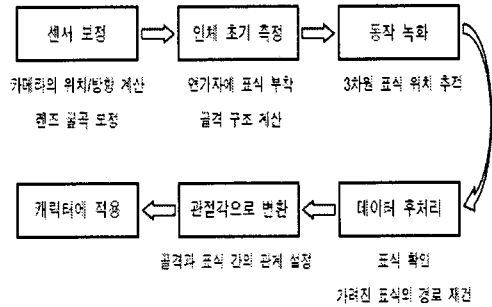 센서 보정
인체 초기 측정
동작 녹화
카메라의 위치/방향 계산
렌즈 굴곡 보정
연기자에 표식 부착
골격 구조 계산
3차원 표식 위치 추적
캐릭터에 적용
관절각으로 변환
데이터 후처리
골격과 표식 간의 관계 설정
표식 확인
가려진 표식의 경로 재건